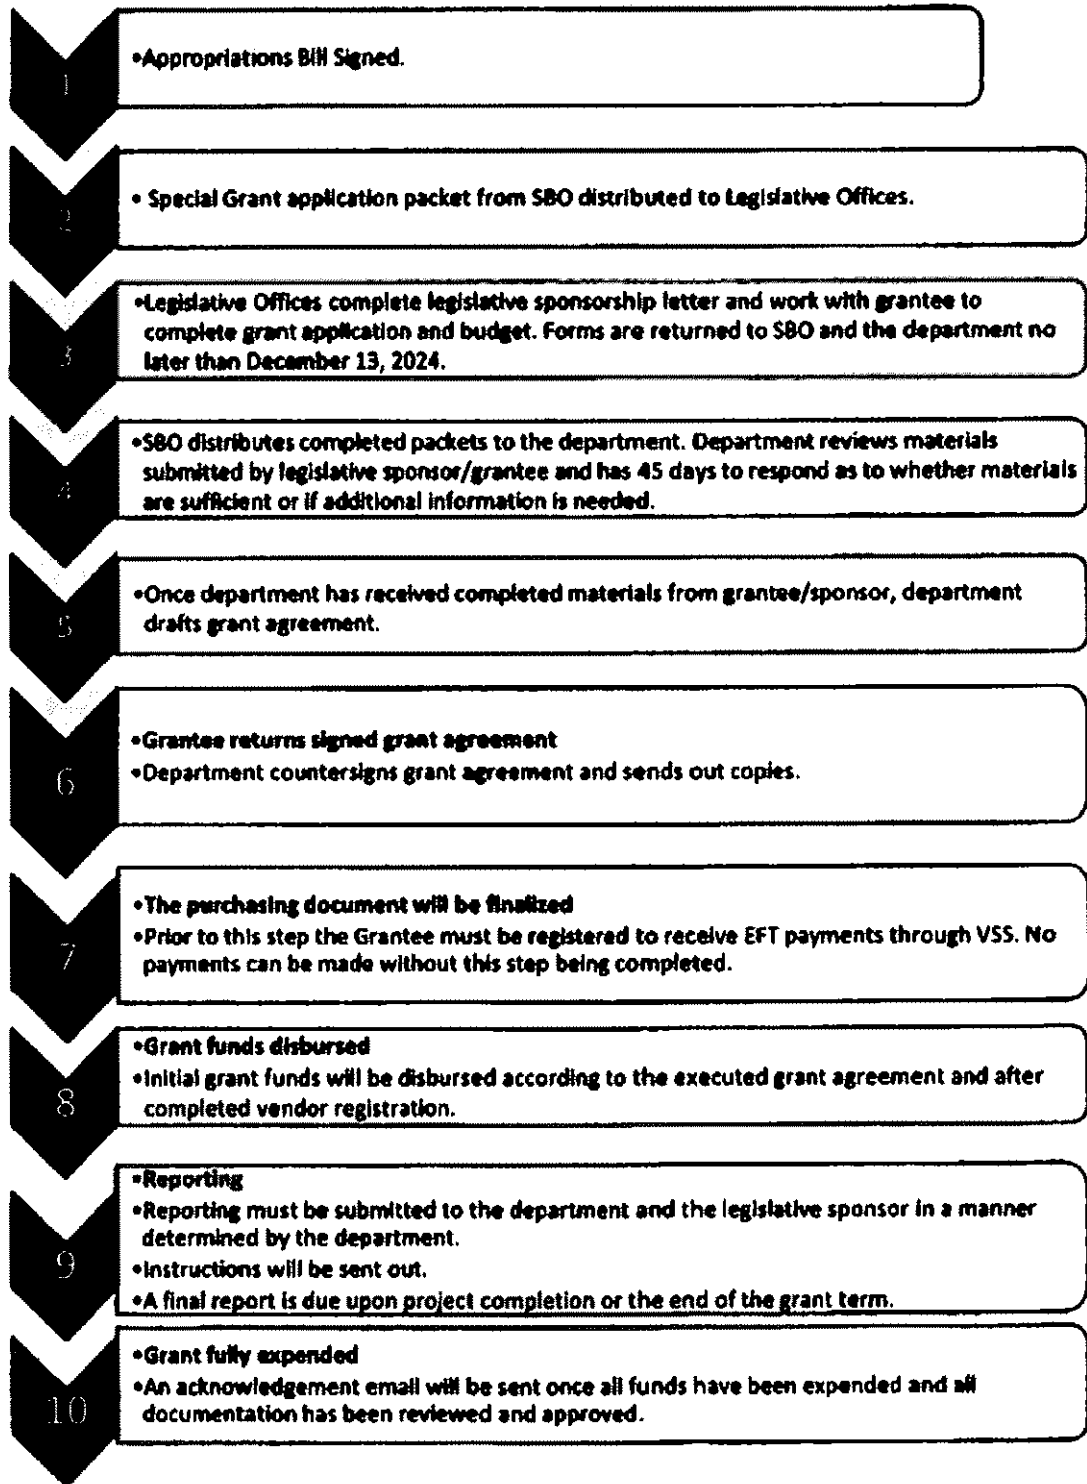 1
•Appropriations Bill Signed.
2
• Special Grant application packet from SBO distributed to Legislative Offices.
3
•Legislative Offices complete legislative sponsorship letter and work with grantee to
complete grant application and budget. Forms are returned to SBO and the department no
later than December 13, 2024.
4
•SBO distributes completed packets to the department. Department reviews materials
submitted by legislative sponsor/grantee and has 45 days to respond as to whether materials
are sufficient or if additional information is needed.
5
•Once department has received completed materials from grantee/sponsor, department
drafts grant agreement.
6
•Grantee returns signed grant agreement
•Department countersigns grant agreement and sends out copies.
7
•The purchasing document will be finalized
•Prior to this step the Grantee must be registered to receive EFT payments through VSS. No
payments can be made without this step being completed.
8
•Grant funds disbursed
•Initial grant funds will be disbursed according to the executed grant agreement and after
completed vendor registration.
9
•Reporting
•Reporting must be submitted to the department and the legislative sponsor in a manner
determined by the department.
•Instructions will be sent out.
•A final report is due upon project completion or the end of the grant term.
10
•Grant fully expended
•An acknowledgement email will be sent once all funds have been expended and all
documentation has been reviewed and approved.